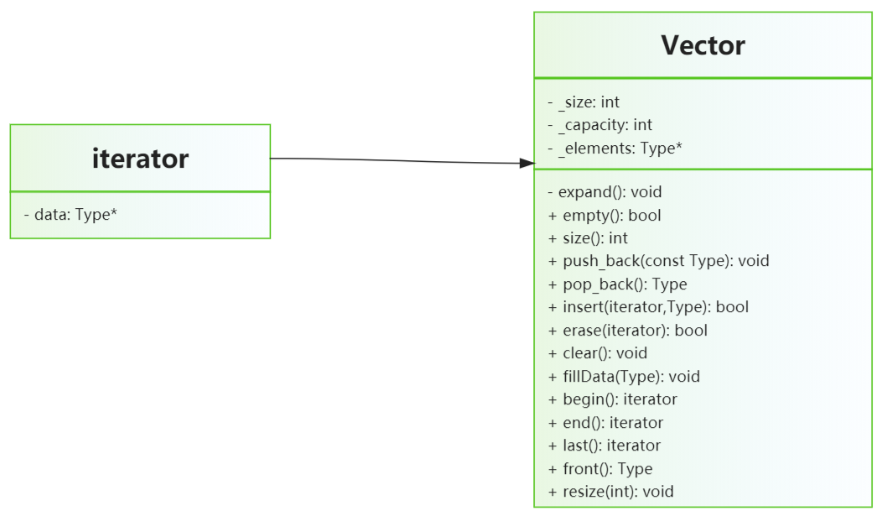 iterator
- data: Type*
Vector
- _size: int
- _capacity: int
- _elements: Type*
- expand(): void
+ empty(): bool
+ size(): int
+ push_back(const Type): void
+ pop_back(): Type
+ insert(iterator,Type): bool
+ erase(iterator): bool
+ clear(): void
+ fillData(Type): void
+ begin(): iterator
+ end(): iterator
+ last(): iterator
+ front(): Type
+ resize(int): void